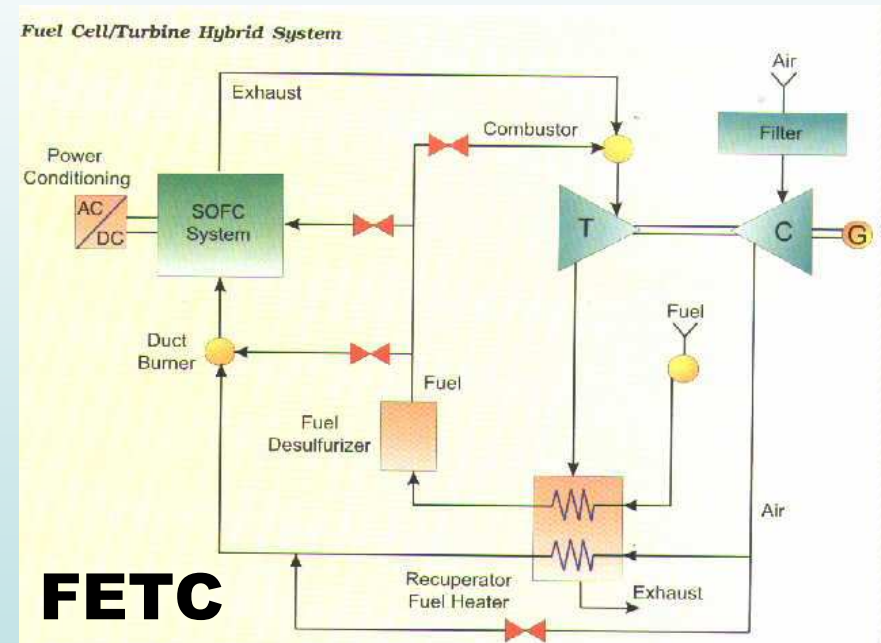 Fuel Cell/Turbine Hybrid System
Air
Exhaust
Combustor
Filter
Power
Conditioning
AC
DC
SOFC
System
T
C
G
Fuel
Duct
Burner
Fuel
Fuel
Desulfurizer
Air
Recuperator
Fuel Heater
Exhaust
FETC